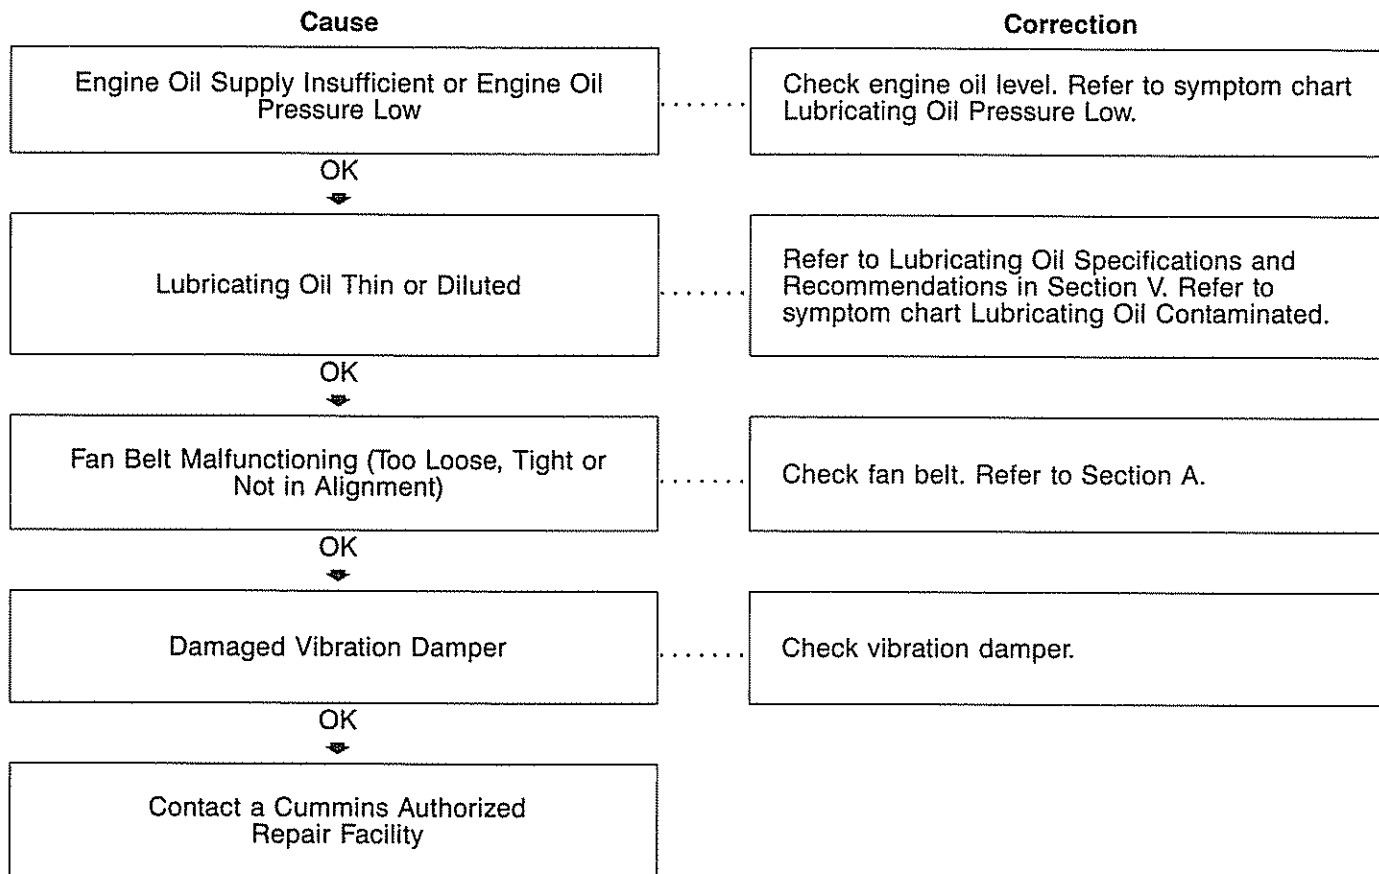 Cause
Correction
Engine Oil Supply Insufficient or Engine Oil
Pressure Low
Check engine oil level. Refer to symptom chart
Lubricating Oil Pressure Low.
OK
Lubricating Oil Thin or Diluted
Refer to Lubricating Oil Specifications and
Recommendations in Section V. Refer to
symptom chart Lubricating Oil Contaminated.
OK
Fan Belt Malfunctioning (Too Loose, Tight or
Not in Alignment)
Check fan belt. Refer to Section A.
OK
Damaged Vibration Damper
Check vibration damper.
OK
Contact a Cummins Authorized
Repair Facility